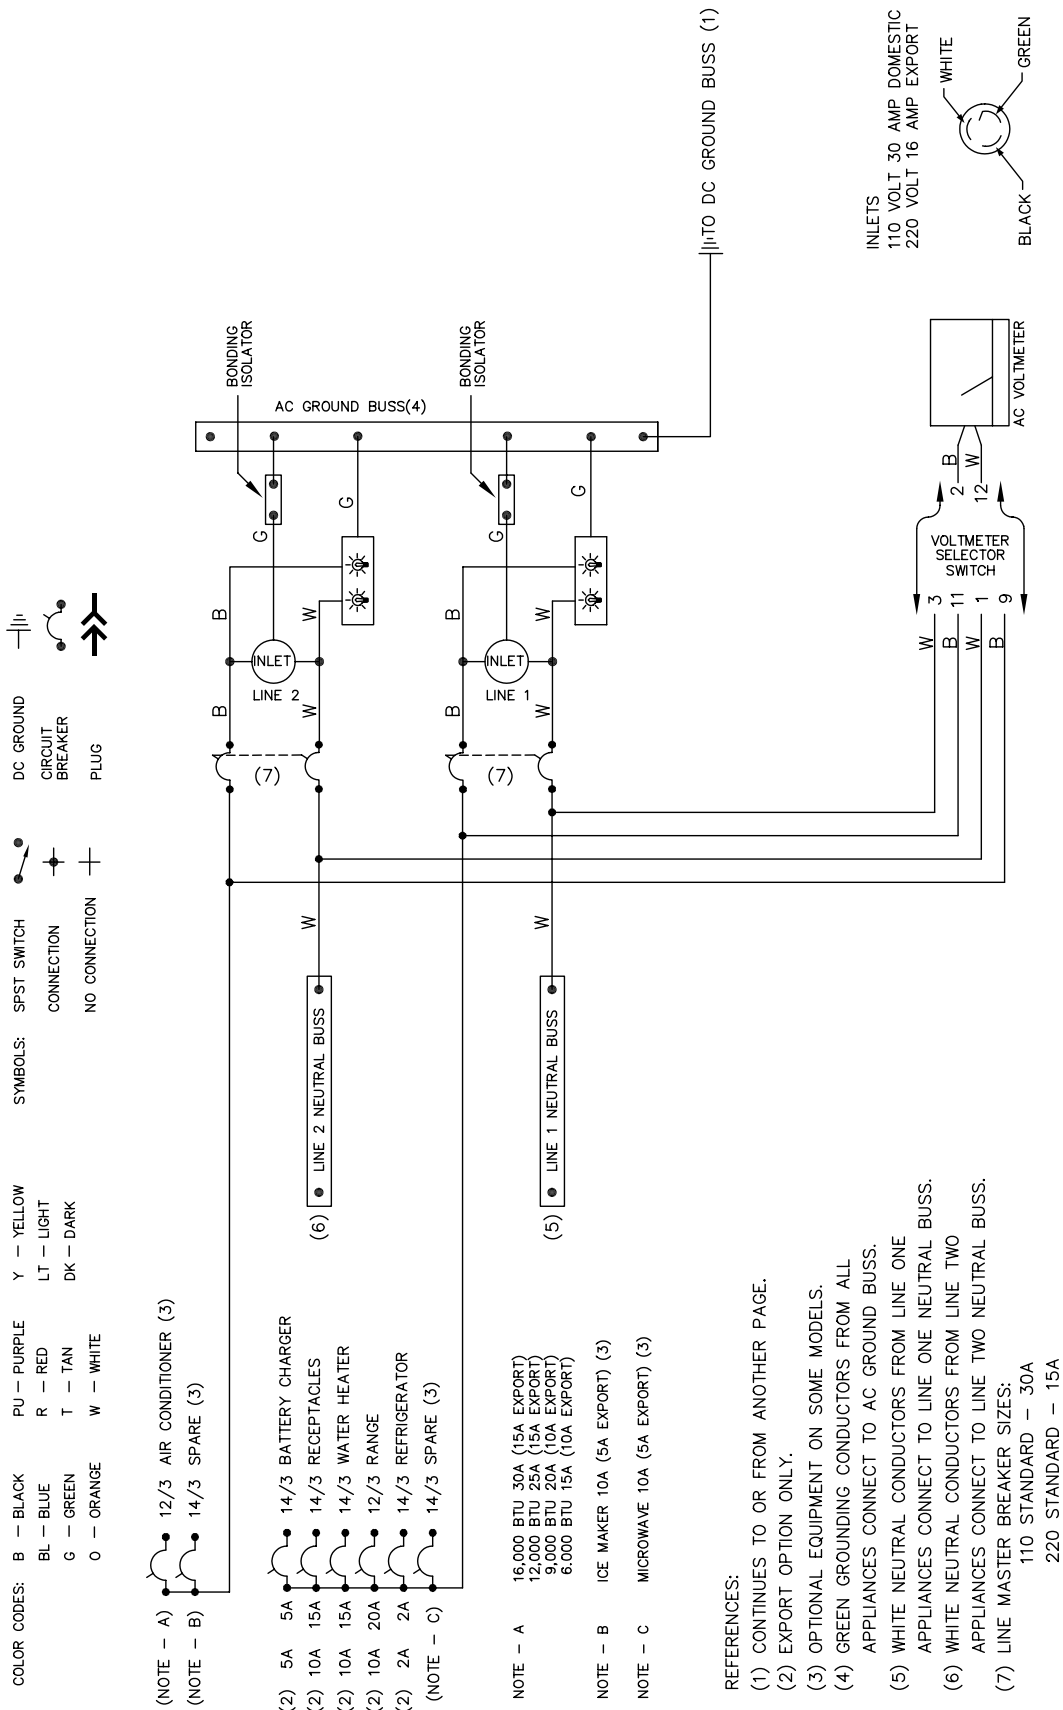 COLOR CODES:
B – BLACK
BL – BLUE
G – GREEN
O – ORANGE
PU – PURPLE
R – RED
T – TAN
W – WHITE
Y – YELLOW
LT – LIGHT
DK – DARK
SYMBOLS:
SPST SWITCH
CONNECTION
NO CONNECTION
DC GROUND
CIRCUIT
BREAKER
PLUG
(NOTE – A) 12/3 AIR CONDITIONER (3)
(NOTE – B) 14/3 SPARE (3)
(2) 5A 5A 14/3 BATTERY CHARGER
(2) 10A 15A 14/3 RECEPTACLES
(2) 10A 15A 14/3 WATER HEATER
(2) 10A 20A 12/3 RANGE
(2) 2A 2A 14/3 REFRIGERATOR
(NOTE – C) 14/3 SPARE (3)
NOTE – A
16,000 BTU 30A (15A EXPORT)
12,000 BTU 25A (15A EXPORT)
9,000 BTU 20A (10A EXPORT)
6.000 BTU 15A (10A EXPORT)
NOTE – B ICE MAKER 10A (5A EXPORT) (3)
NOTE – C MICROWAVE 10A (5A EXPORT) (3)
(6)
LINE 2 NEUTRAL BUSS
W
(7)
B
W
INLET
LINE 2
B
W
G
G
BONDING
ISOLATOR
AC GROUND BUSS(4)
(5)
LINE 1 NEUTRAL BUSS
W
(7)
B
W
INLET
LINE 1
B
W
G
G
BONDING
ISOLATOR
TO DC GROUND BUSS (1)
W 3
B 11
W 1
B 9
VOLTMETER
SELECTOR
SWITCH
2 B
12 W
AC VOLTMETER
INLETS
110 VOLT 30 AMP DOMESTIC
220 VOLT 16 AMP EXPORT
WHITE
BLACK
GREEN
REFERENCES:
(1) CONTINUES TO OR FROM ANOTHER PAGE.
(2) EXPORT OPTION ONLY.
(3) OPTIONAL EQUIPMENT ON SOME MODELS.
(4) GREEN GROUNDING CONDUCTORS FROM ALL
APPLIANCES CONNECT TO AC GROUND BUSS.
(5) WHITE NEUTRAL CONDUCTORS FROM LINE ONE
APPLIANCES CONNECT TO LINE ONE NEUTRAL BUSS.
(6) WHITE NEUTRAL CONDUCTORS FROM LINE TWO
APPLIANCES CONNECT TO LINE TWO NEUTRAL BUSS.
(7) LINE MASTER BREAKER SIZES:
110 STANDARD – 30A
220 STANDARD – 15A